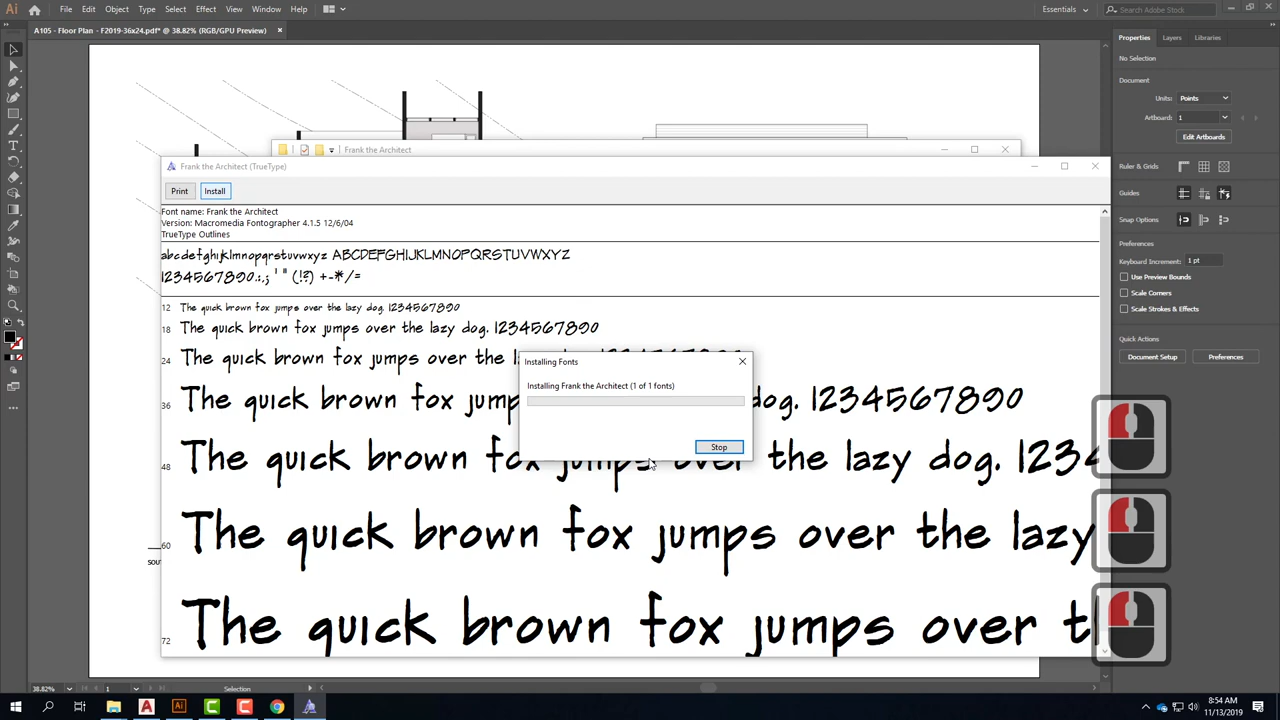 Ai File Edit Object Type Select Effect View Window Help Essentials Search Adobe Stock
A105 - Floor Plan - F2019-36x24.pdf* @ 38.82% (RGB/GPU Preview) ×
Properties Layers Libraries
No Selection
Document
Units: Points
Artboard: 1
Edit Artboards
Ruler & Grids
Guides
Snap Options
Preferences
Keyboard Increment: 1 pt
Use Preview Bounds
Scale Corners
Scale Strokes & Effects
Quick Actions
Document Setup Preferences
Frank the Architect
Frank the Architect (TrueType)
Print Install
Font name: Frank the Architect
Version: Macromedia Fontographer 4.1.5 12/6/04
TrueType Outlines
abcdefghijklmnopqrstuvwxyz ABCDEFGHIJKLMNOPQRSTUVWXYZ
1234567890.:,; ' " (!?) +-*/=
12 The quick brown fox jumps over the lazy dog. 1234567890
18 The quick brown fox jumps over the lazy dog. 1234567890
24 The quick brown fox jumps over the l
36 The quick brown fox jump dog. 1234567890
48 The quick brown fox jumps over the lazy dog. 1234
60 The quick brown fox jumps over the lazy
72 The quick brown fox jumps over t
Installing Fonts
Installing Frank the Architect (1 of 1 fonts)
Stop
SOU
38.82% 1 Selection
8:54 AM
11/13/2019